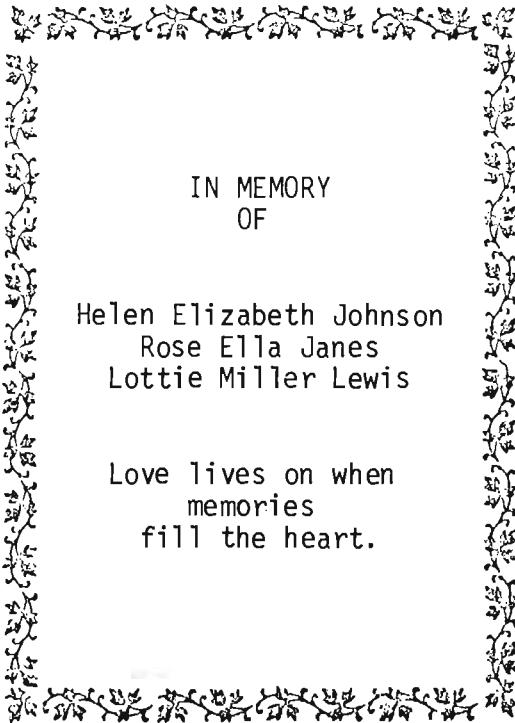 IN MEMORY
OF
Helen Elizabeth Johnson
Rose Ella Janes
Lottie Miller Lewis
Love lives on when
memories
fill the heart.